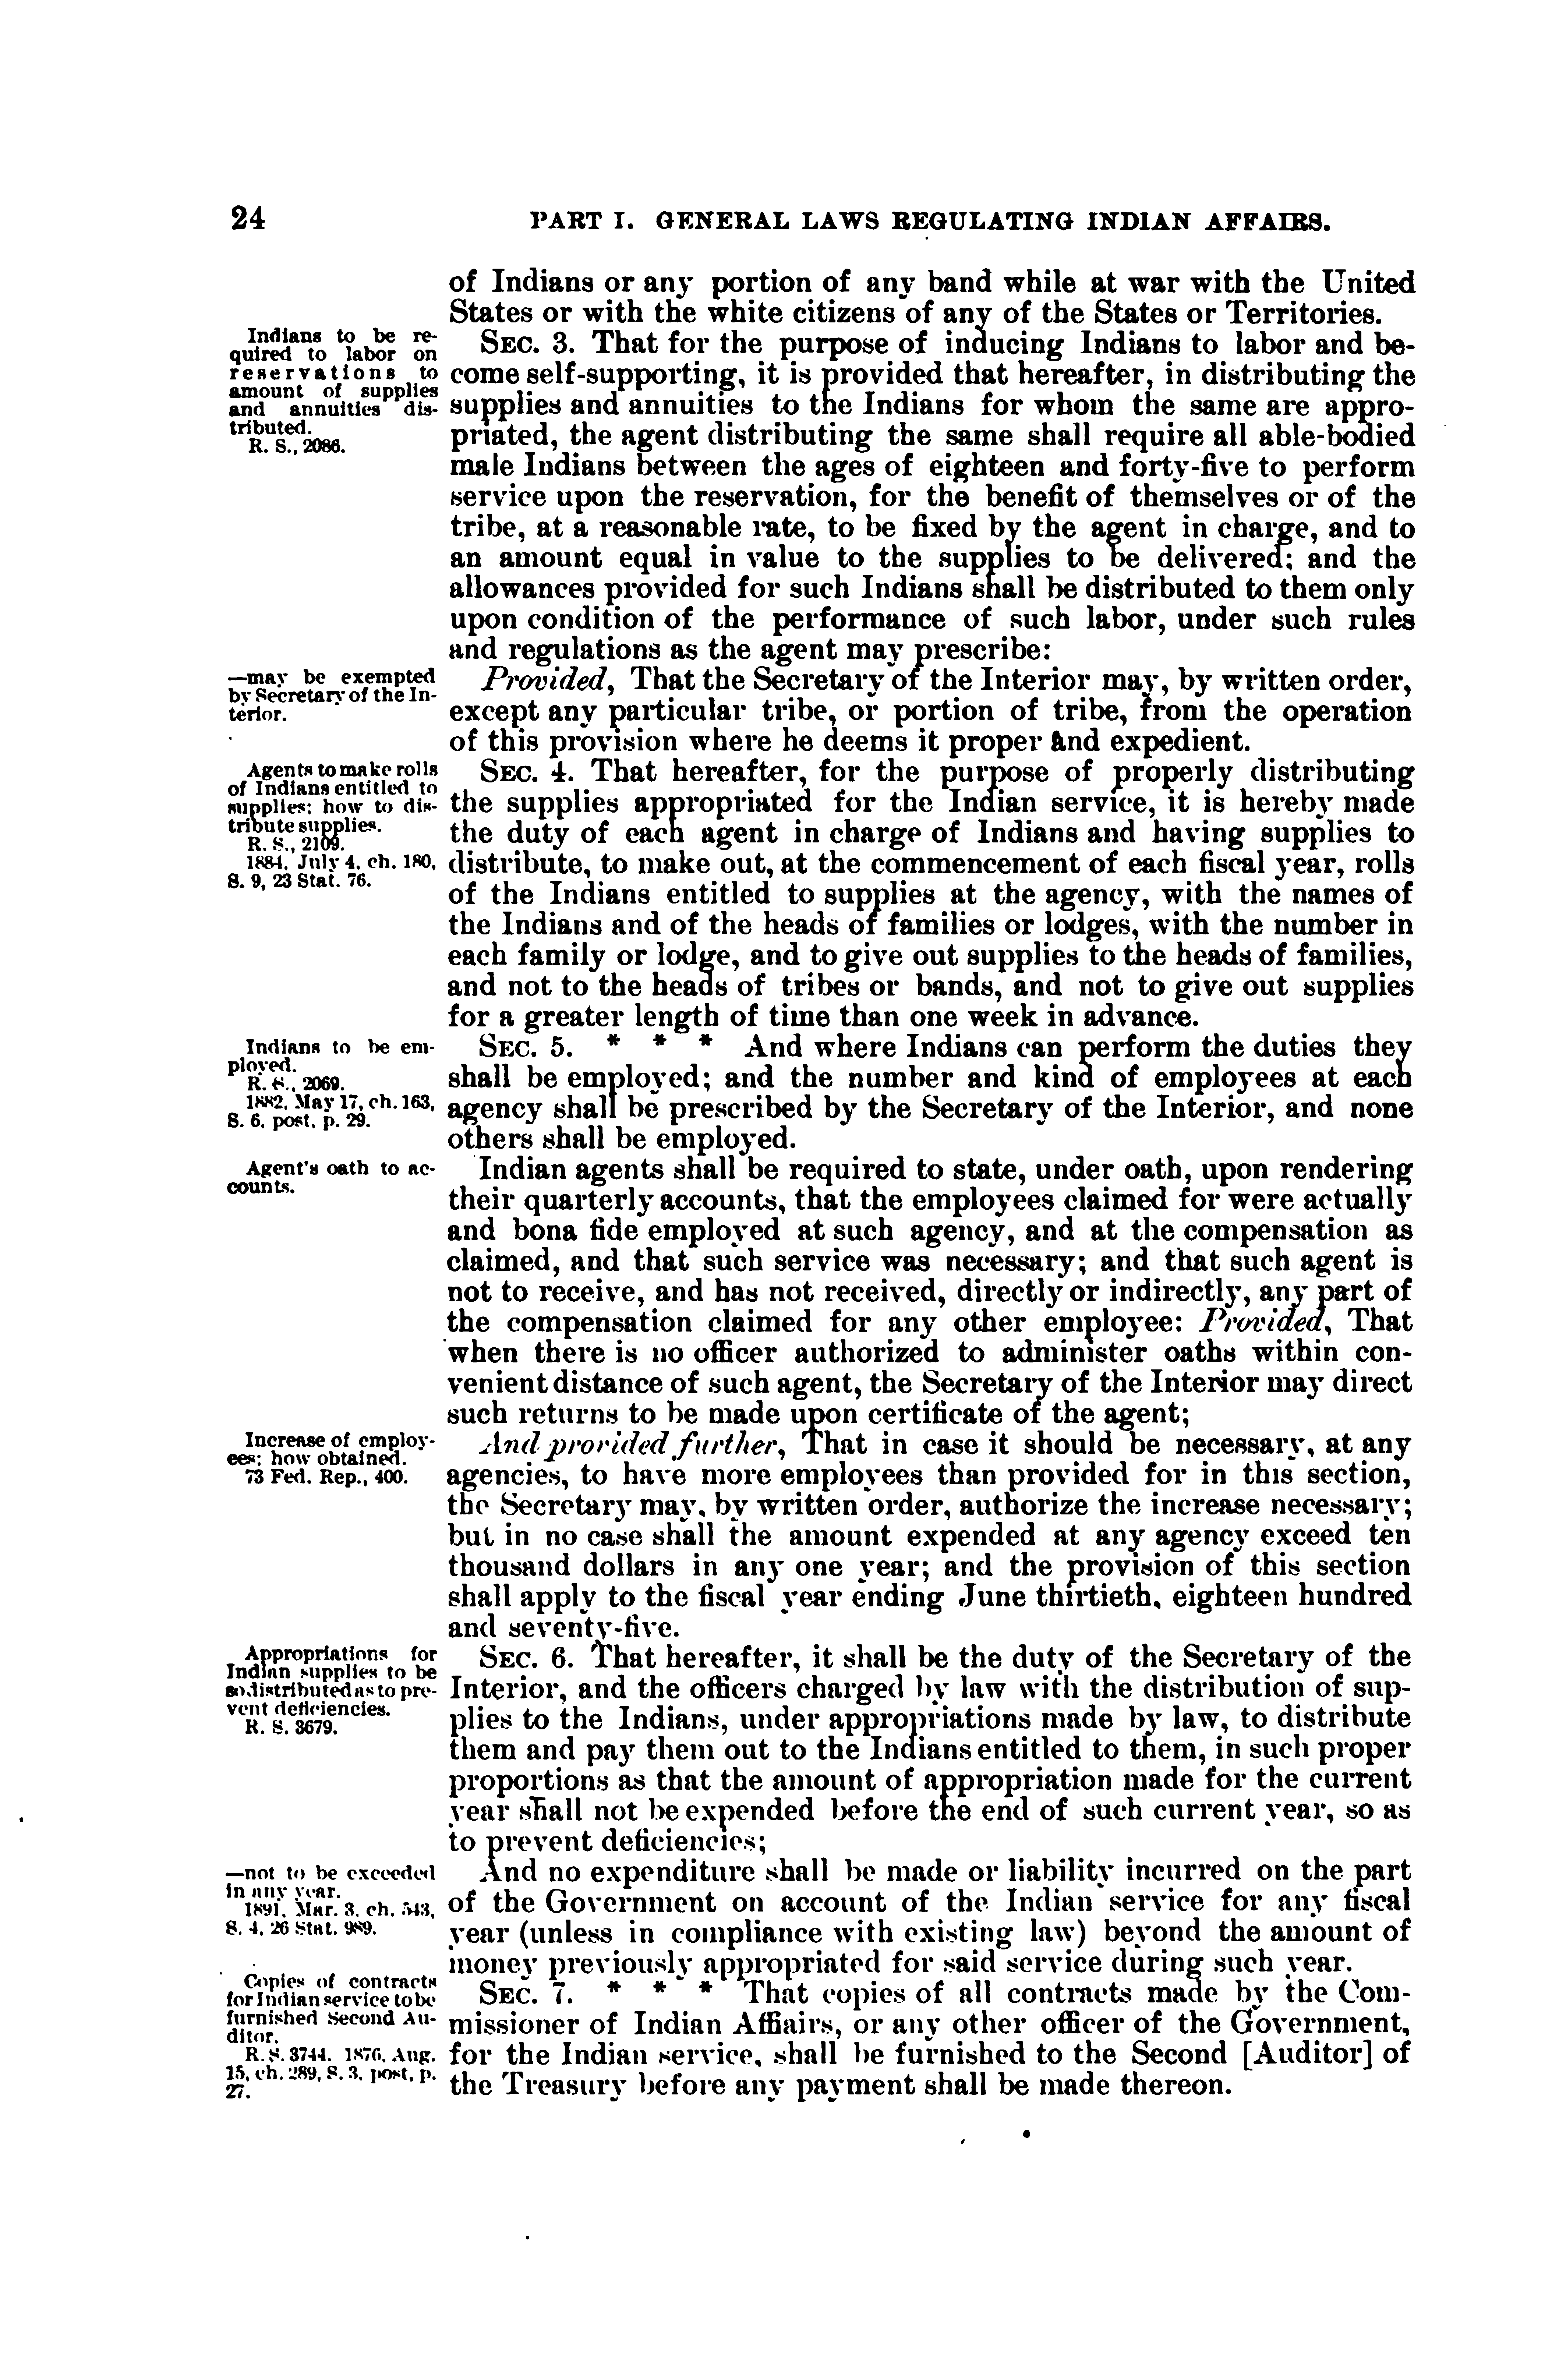 24 PART I. GENERAL LAWS REGULATING INDIAN AFFAIRS.
of Indians or any portion of any band while at war with the United
States or with the white citizens of any of the States or Territories.
Indians to be re-
quired to labor on
reservations to
amount of supplies
and annuities dis-
tributed.
R. S., 2086.
SEC. 3. That for the purpose of inducing Indians to labor and be-
come self-supporting, it is provided that hereafter, in distributing the
supplies and annuities to the Indians for whom the same are appro-
priated, the agent distributing the same shall require all able-bodied
male Indians between the ages of eighteen and forty-five to perform
service upon the reservation, for the benefit of themselves or of the
tribe, at a reasonable rate, to be fixed by the agent in charge, and to
an amount equal in value to the supplies to be delivered; and the
allowances provided for such Indians shall be distributed to them only
upon condition of the performance of such labor, under such rules
and regulations as the agent may prescribe:
—may be exempted
by Secretary of the In-
terior.
Provided, That the Secretary of the Interior may, by written order,
except any particular tribe, or portion of tribe, from the operation
of this provision where he deems it proper and expedient.
Agents to make rolls
of Indians entitled to
supplies; how to dis-
tribute supplies.
R. S., 2109.
1884, July 4, ch. 180,
S. 9, 23 Stat. 76.
SEC. 4. That hereafter, for the purpose of properly distributing
the supplies appropriated for the Indian service, it is hereby made
the duty of each agent in charge of Indians and having supplies to
distribute, to make out, at the commencement of each fiscal year, rolls
of the Indians entitled to supplies at the agency, with the names of
the Indians and of the heads of families or lodges, with the number in
each family or lodge, and to give out supplies to the heads of families,
and not to the heads of tribes or bands, and not to give out supplies
for a greater length of time than one week in advance.
Indians to be em-
ployed.
R. S., 2069.
1882, May 17, ch. 163,
S. 6, post, p. 29.
SEC. 5. * * * And where Indians can perform the duties they
shall be employed; and the number and kind of employees at each
agency shall be prescribed by the Secretary of the Interior, and none
others shall be employed.
Agent's oath to ac-
counts.
Indian agents shall be required to state, under oath, upon rendering
their quarterly accounts, that the employees claimed for were actually
and bona fide employed at such agency, and at the compensation as
claimed, and that such service was necessary; and that such agent is
not to receive, and has not received, directly or indirectly, any part of
the compensation claimed for any other employee: Provided, That
when there is no officer authorized to administer oaths within con-
venient distance of such agent, the Secretary of the Interior may direct
such returns to be made upon certificate of the agent;
Increase of employ-
ees; how obtained.
73 Fed. Rep., 400.
And provided further, That in case it should be necessary, at any
agencies, to have more employees than provided for in this section,
the Secretary may, by written order, authorize the increase necessary;
but in no case shall the amount expended at any agency exceed ten
thousand dollars in any one year; and the provision of this section
shall apply to the fiscal year ending June thirtieth, eighteen hundred
and seventy-five.
Appropriations for
Indian supplies to be
so distributed as to pre-
vent deficiencies.
R. S. 3679.
SEC. 6. That hereafter, it shall be the duty of the Secretary of the
Interior, and the officers charged by law with the distribution of sup-
plies to the Indians, under appropriations made by law, to distribute
them and pay them out to the Indians entitled to them, in such proper
proportions as that the amount of appropriation made for the current
year shall not be expended before the end of such current year, so as
to prevent deficiencies;
—not to be exceeded
in any year.
1891, Mar. 3, ch. 543,
S. 4, 26 Stat. 989.
And no expenditure shall be made or liability incurred on the part
of the Government on account of the Indian service for any fiscal
year (unless in compliance with existing law) beyond the amount of
money previously appropriated for said service during such year.
Copies of contracts
for Indian service to be
furnished Second Au-
ditor.
R. S. 3744. 1876, Aug.
15, ch. 289, S. 3, post, p.
27.
SEC. 7. * * * That copies of all contracts made by the Com-
missioner of Indian Affiairs, or any other officer of the Government,
for the Indian service, shall be furnished to the Second [Auditor] of
the Treasury before any payment shall be made thereon.